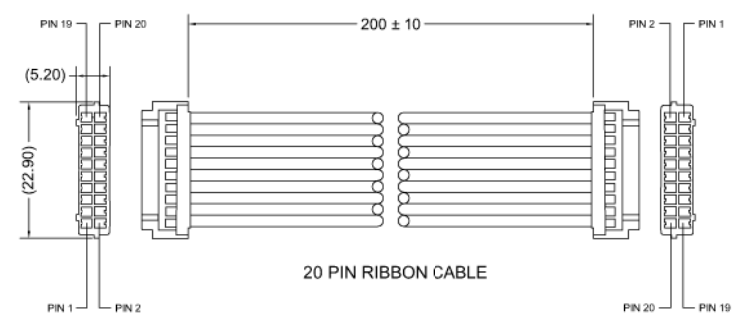 PIN 19 PIN 20 200 ± 10 PIN 2 PIN 1
(5.20)
(22.90)
20 PIN RIBBON CABLE
PIN 1 PIN 2 PIN 20 PIN 19